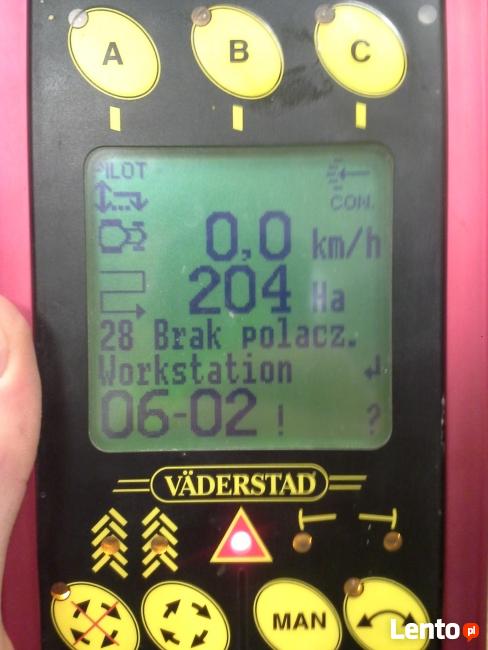 A B C
PILOT
CON.
0,0 km/h
204 Ha
28 Brak polacz.
Workstation
06-02 ! ?
VÄDERSTAD
MAN
Lento pl